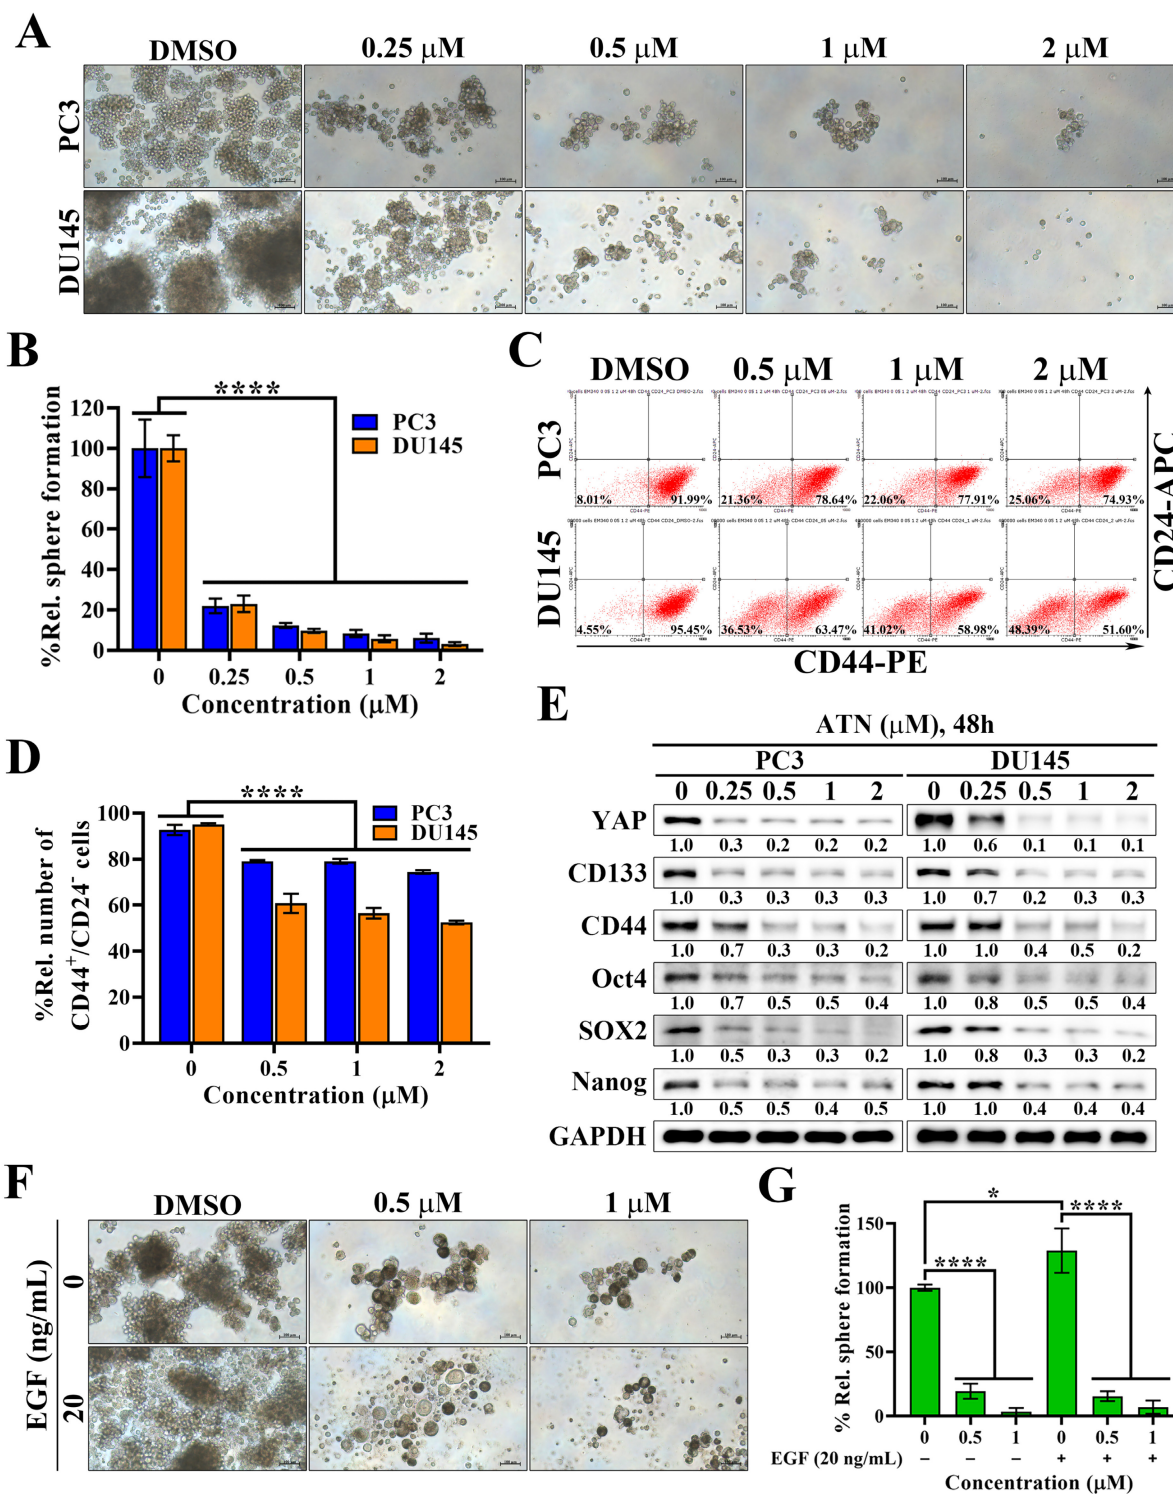 A
DMSO 0.25 μM 0.5 μM 1 μM 2 μM
PC3
DU145
B
****
120
100
80
60
40
20
0
%Rel. sphere formation
PC3
DU145
0 0.25 0.5 1 2
Concentration (μM)
C
DMSO 0.5 μM 1 μM 2 μM
PC3
8.01% 91.99% 21.36% 78.64% 22.06% 77.91% 25.06% 74.93%
DU145
4.55% 95.45% 36.53% 63.47% 41.02% 58.98% 48.39% 51.60%
CD44-PE
CD24-APC
D
****
100
80
60
40
20
0
%Rel. number of
CD44+/CD24- cells
PC3
DU145
0 0.5 1 2
Concentration (μM)
E
ATN (μM), 48h
PC3 DU145
0 0.25 0.5 1 2 0 0.25 0.5 1 2
YAP
1.0 0.3 0.2 0.2 0.2 1.0 0.6 0.1 0.1 0.1
CD133
1.0 0.3 0.3 0.3 0.3 1.0 0.7 0.2 0.3 0.3
CD44
1.0 0.7 0.3 0.3 0.2 1.0 1.0 0.4 0.5 0.2
Oct4
1.0 0.7 0.5 0.5 0.4 1.0 0.8 0.5 0.5 0.4
SOX2
1.0 0.5 0.3 0.3 0.2 1.0 0.8 0.3 0.3 0.2
Nanog
1.0 0.5 0.5 0.4 0.5 1.0 1.0 0.4 0.4 0.4
GAPDH
F
DMSO 0.5 μM 1 μM
EGF (ng/mL)
0
20
G
*
****
****
150
100
50
0
% Rel. sphere formation
0 0.5 1 0 0.5 1
EGF (20 ng/mL) – – – + + +
Concentration (μM)